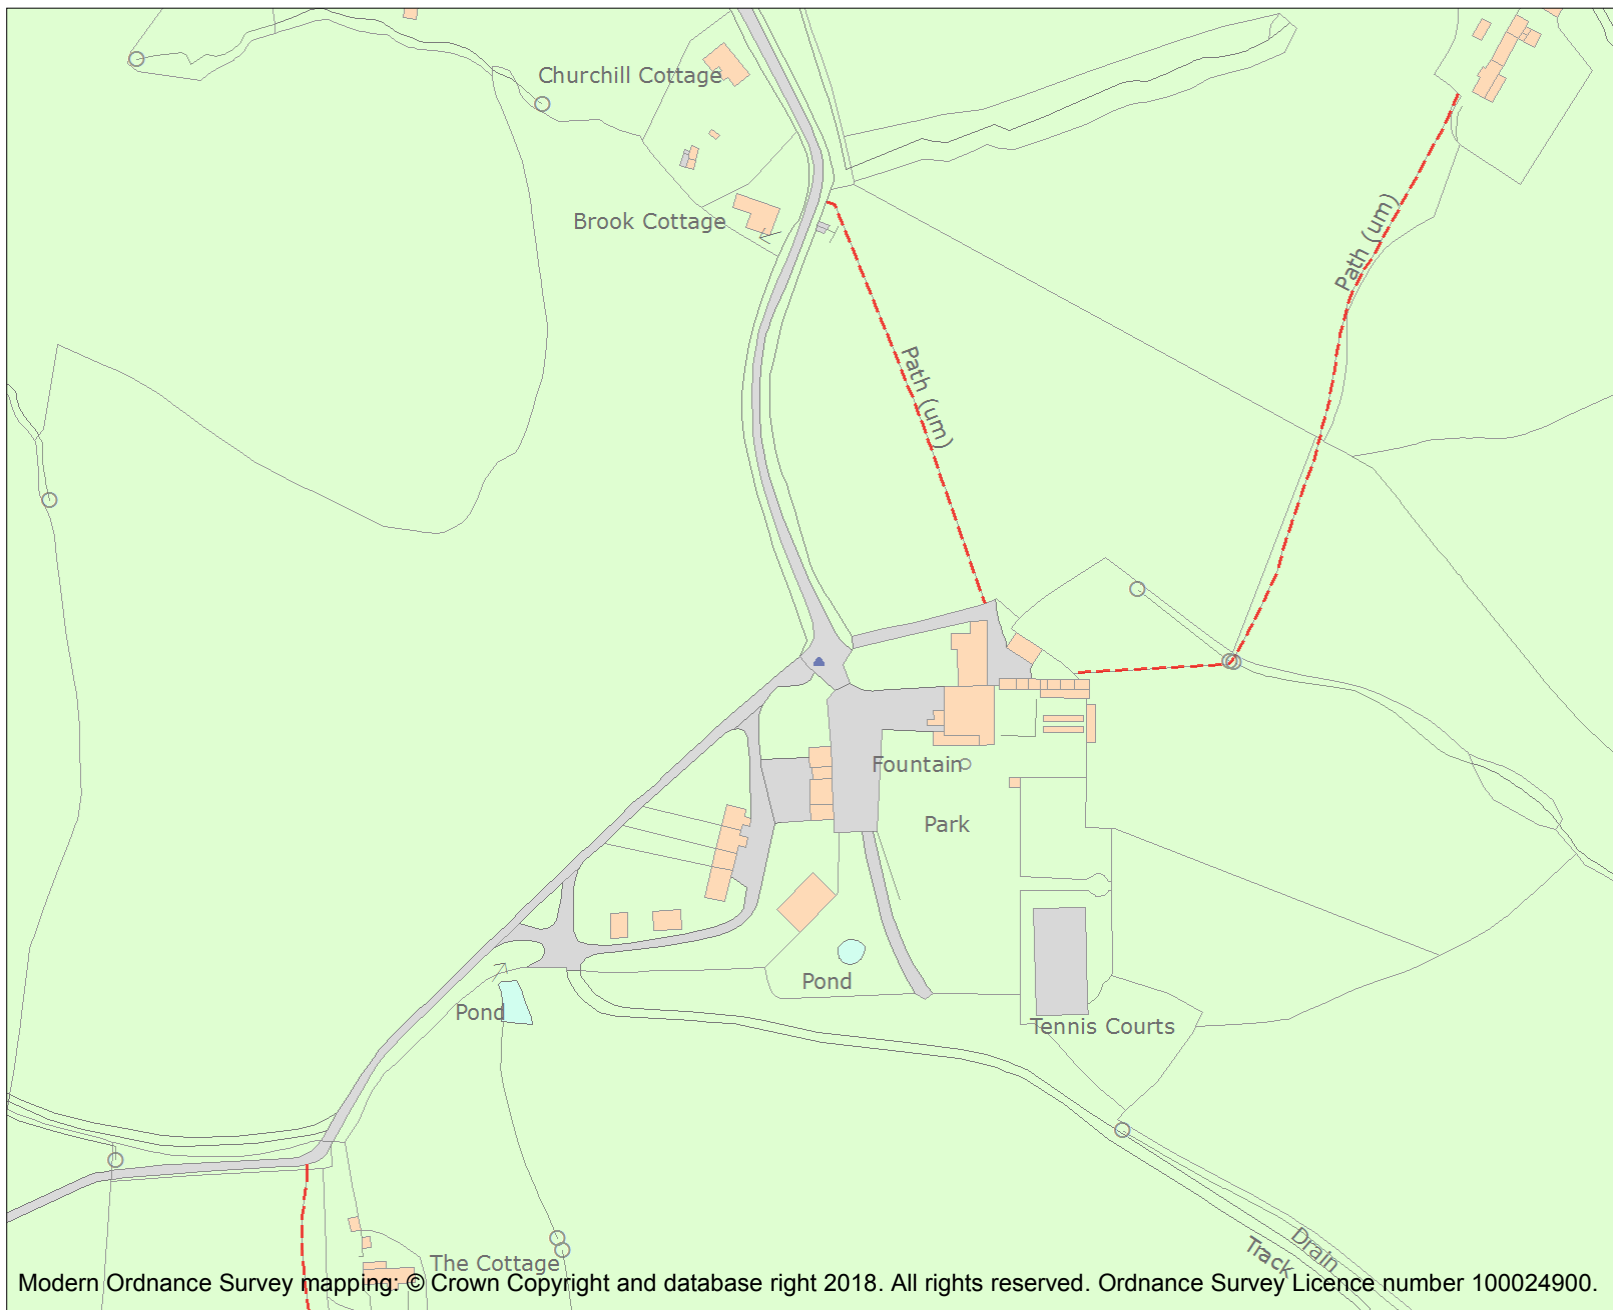 Churchill Cottage
Brook Cottage
Path (um)
Path (um)
Fountain
Park
Pond
Pond
Tennis Courts
Drain
Track
The Cottage
Modern Ordnance Survey mapping: © Crown Copyright and database right 2018. All rights reserved. Ordnance Survey Licence number 100024900.